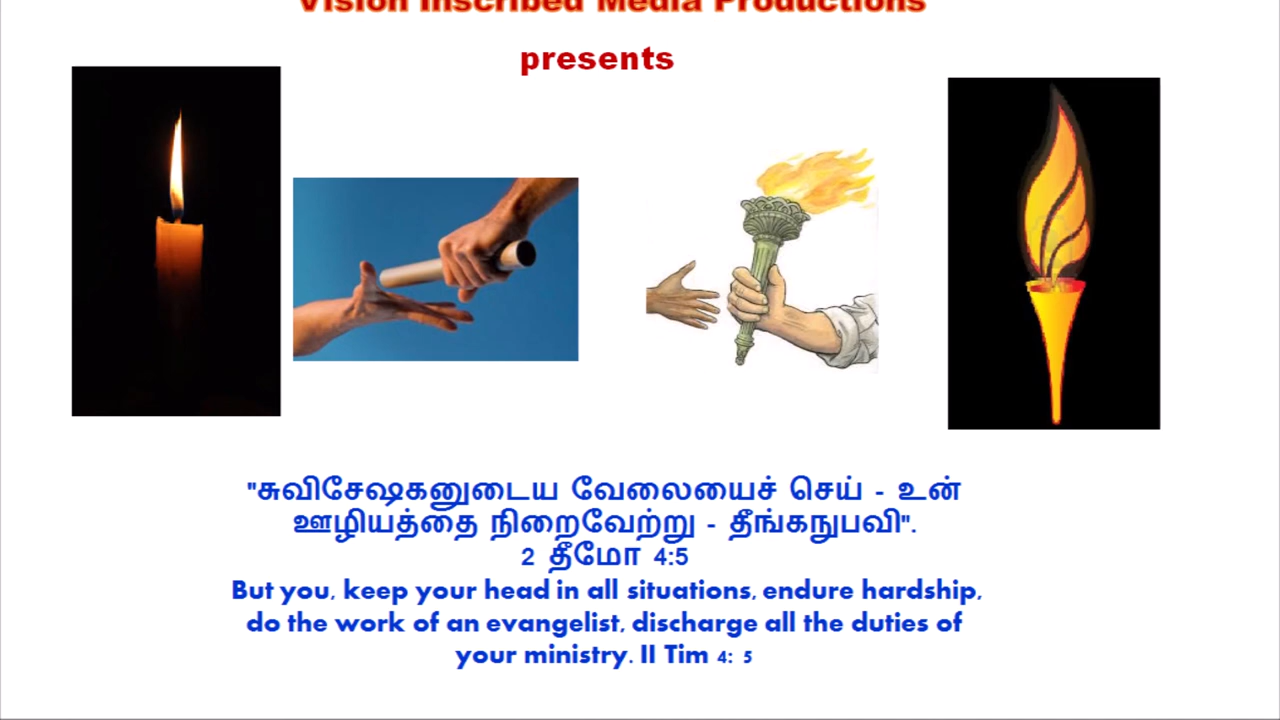 Vision Inscribed Media Productions
presents
"சுவிசேஷகனுடைய வேலையைச் செய் - உன்
ஊழியத்தை நிறைவேற்று - தீங்கநுபவி".
2 தீமோ 4:5
But you, keep your head in all situations, endure hardship,
do the work of an evangelist, discharge all the duties of
your ministry. II Tim 4: 5